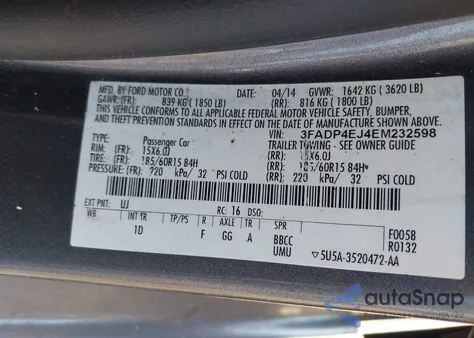 MFD. BY FORD MOTOR CO. DATE: 04/14 GVWR: 1642 KG ( 3620 LB)
GAWR: (FR): 839 KG ( 1850 LB) (RR): 816 KG ( 1800 LB)
THIS VEHICLE CONFORMS TO ALL APPLICABLE FEDERAL MOTOR VEHICLE SAFETY, BUMPER,
AND THEFT PREVENTION STANDARDS IN EFFECT ON THE DATE OF MANUFACTURE SHOWN ABOVE.
VIN: 3FADP4EJ4EM232598
Passenger Car TRAILER TOWING - SEE OWNER GUIDE
RIM: (FR): 15X6.0J (RR): 15X6.0J
TIRE: (FR): 185/60R15 84H (RR): 185/60R15 84H
PRESSURE: (FR): 220 kPa/ 32 PSI COLD (RR): 220 kPa/ 32 PSI COLD
EXT PNT: UJ RC: 16 DSO: F0058
WB INT TR TP/PS R AXLE TR SPR R0132
1D F GG A BBCC
UMU ▽5U5A-3520472-AA
autoSnap